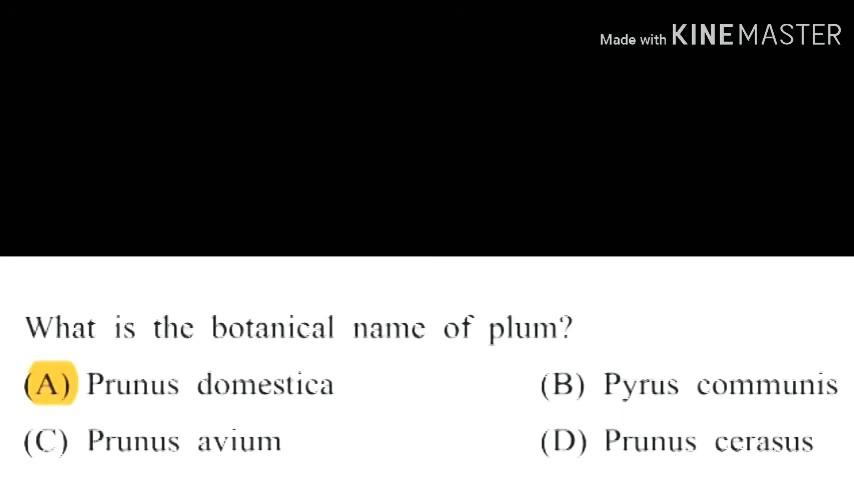 Made with KINEMASTER
What is the botanical name of plum?
(A) Prunus domestica (B) Pyrus communis
(C) Prunus avium (D) Prunus cerasus